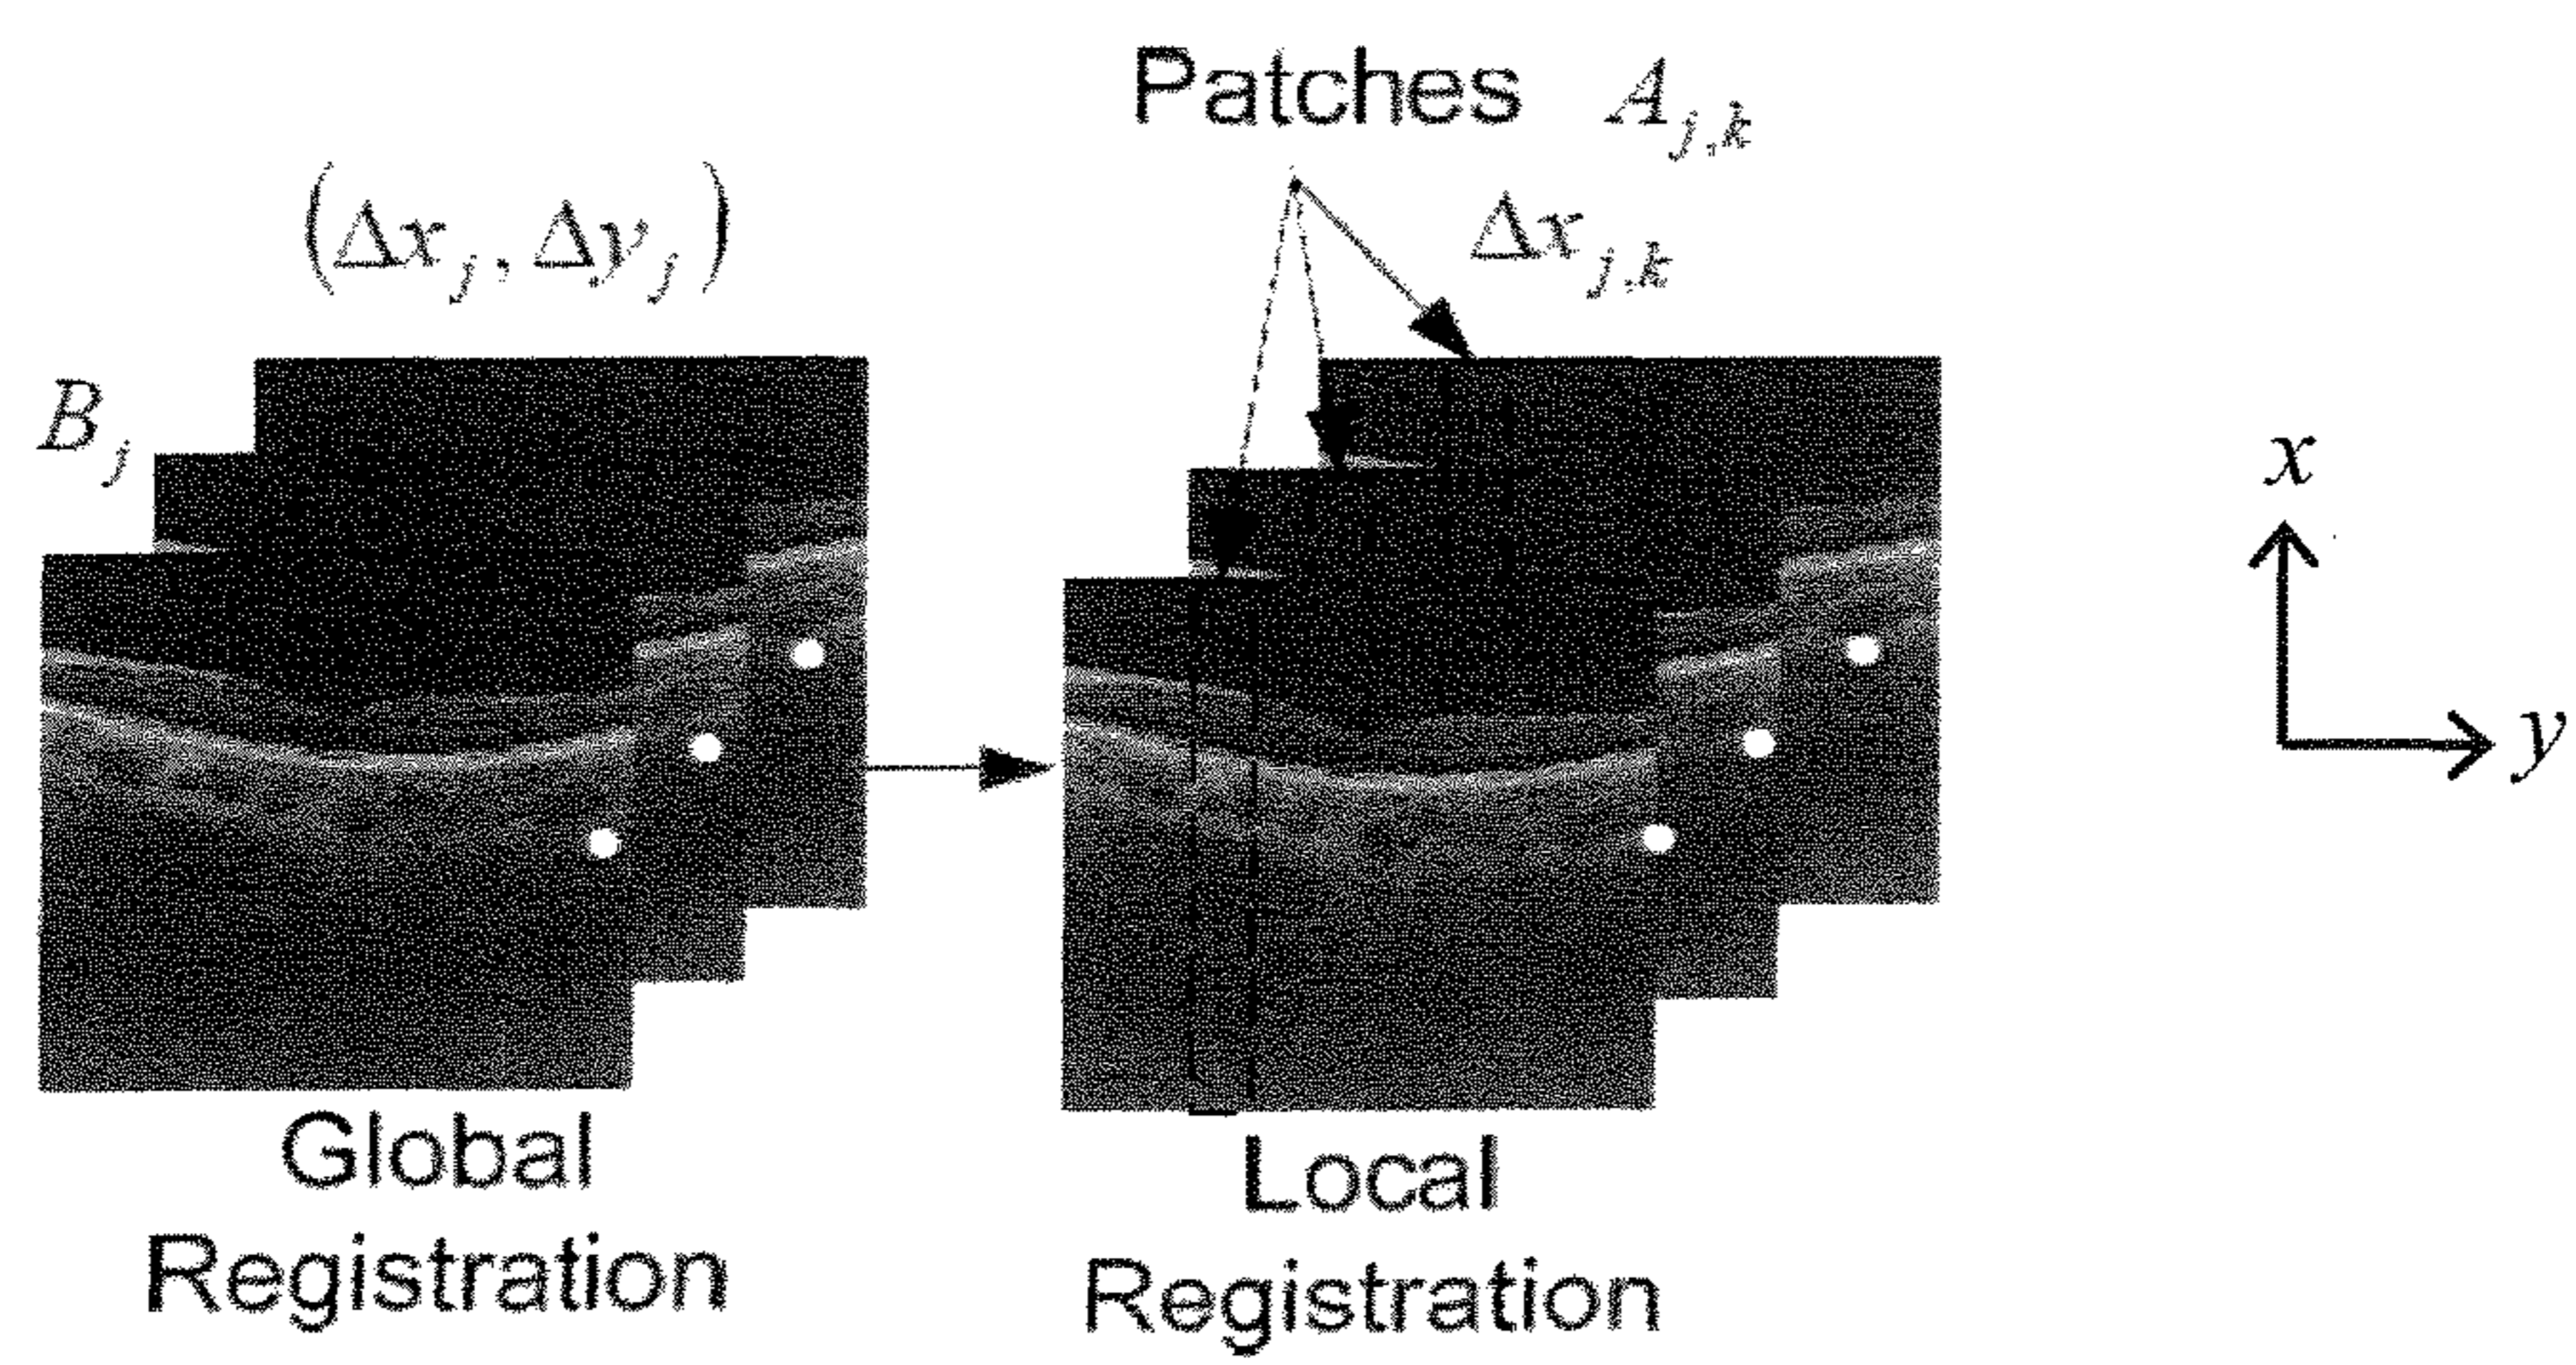 Patches A_{j,k}
(Δx_j, Δy_j)
Δx_{j,k}
B_j
x
y
Global
Registration
Local
Registration